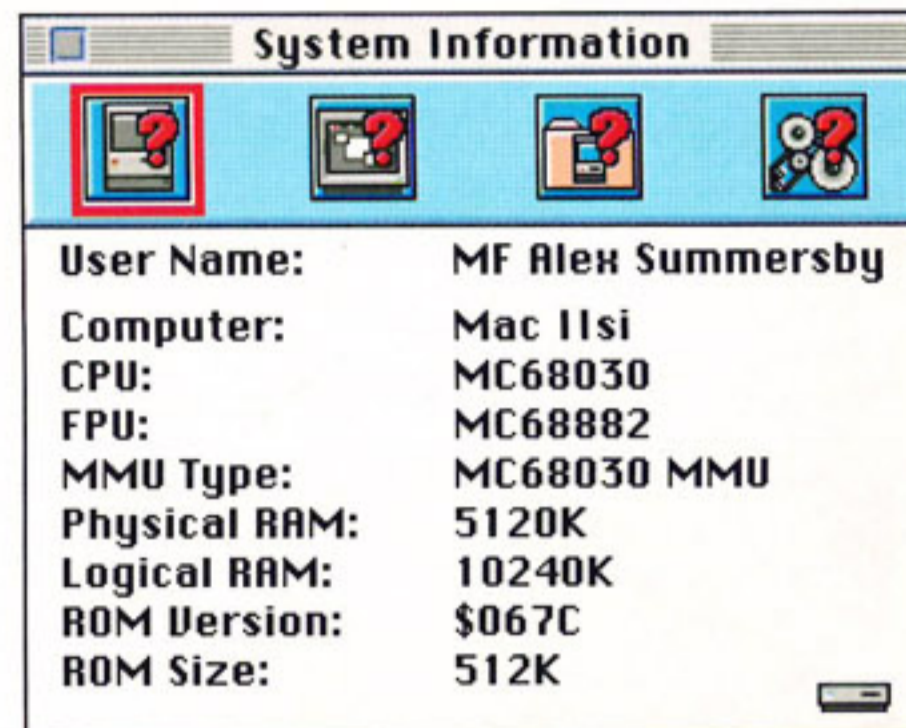 System Information
User Name: MF Alex Summersby
Computer: Mac IIsi
CPU: MC68030
FPU: MC68882
MMU Type: MC68030 MMU
Physical RAM: 5120K
Logical RAM: 10240K
ROM Version: $067C
ROM Size: 512K